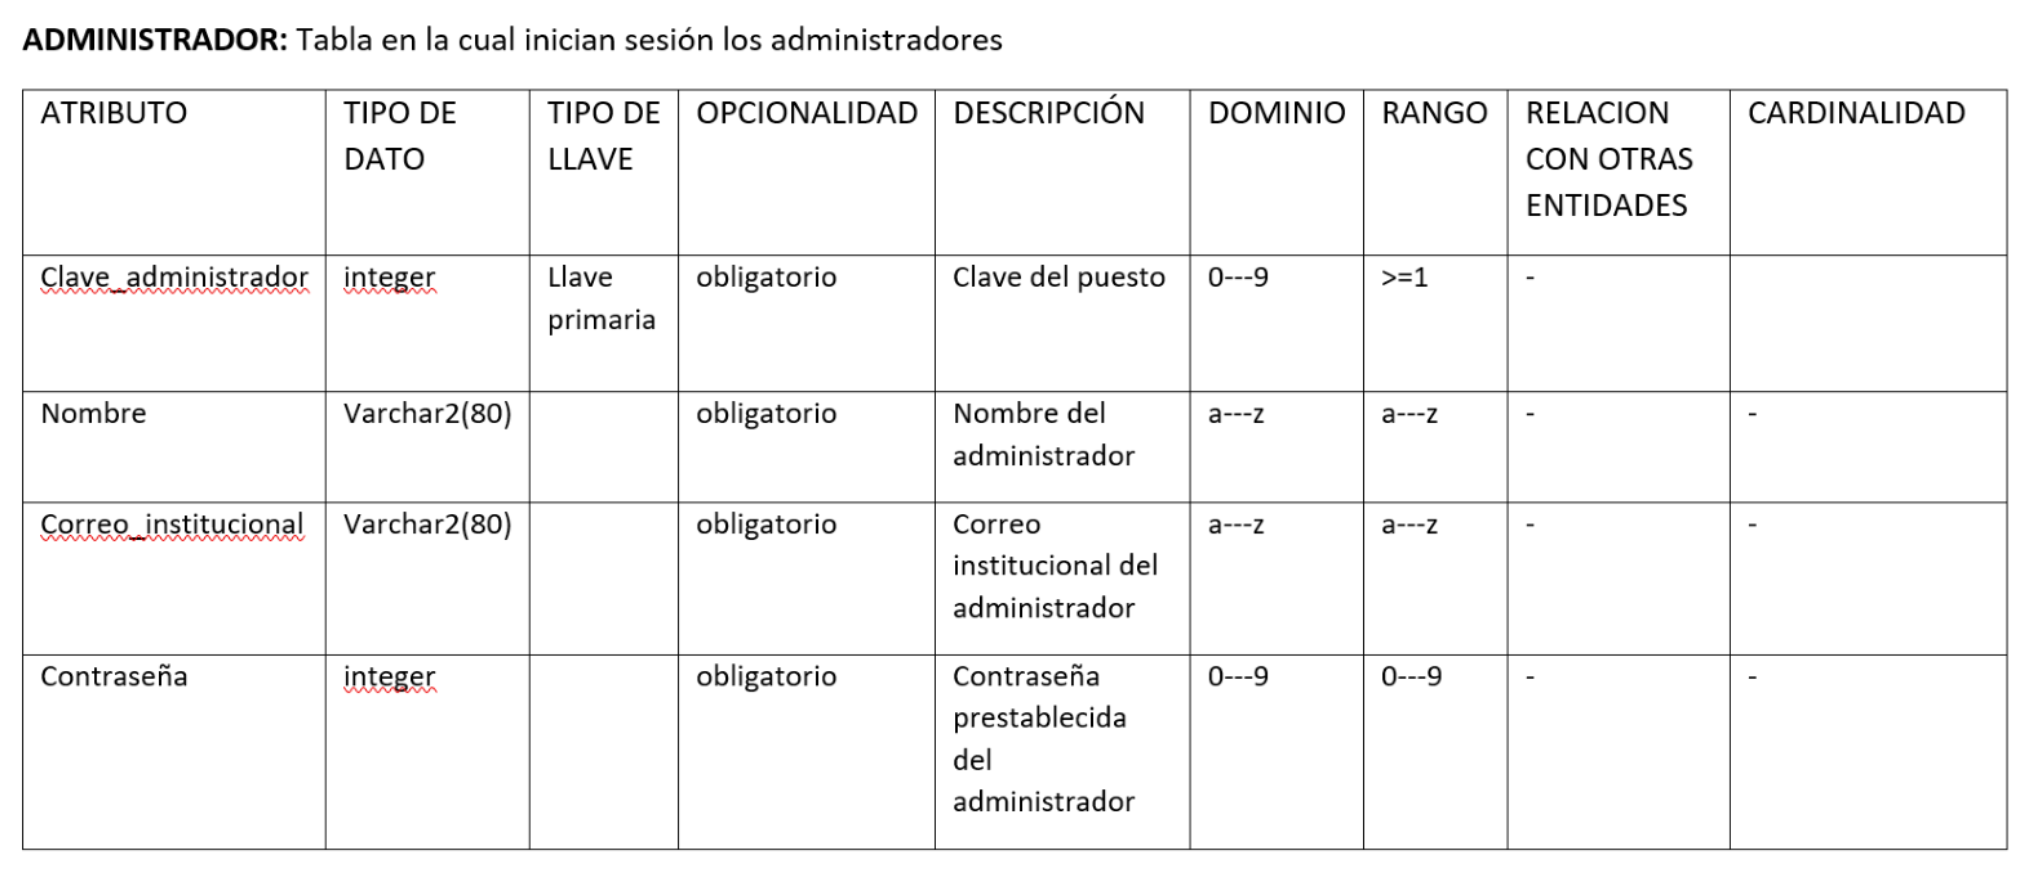 ADMINISTRADOR: Tabla en la cual inician sesión los administradores
ATRIBUTO TIPO DE TIPO DE OPCIONALIDAD DESCRIPCIÓN DOMINIO RANGO RELACION CARDINALIDAD
DATO LLAVE CON OTRAS
ENTIDADES
Clave_administrador integer Llave obligatorio Clave del puesto 0---9 >=1 -
primaria
Nombre Varchar2(80) obligatorio Nombre del a---z a---z - -
administrador
Correo_institucional Varchar2(80) obligatorio Correo a---z a---z - -
institucional del
administrador
Contraseña integer obligatorio Contraseña 0---9 0---9 - -
prestablecida
del
administrador